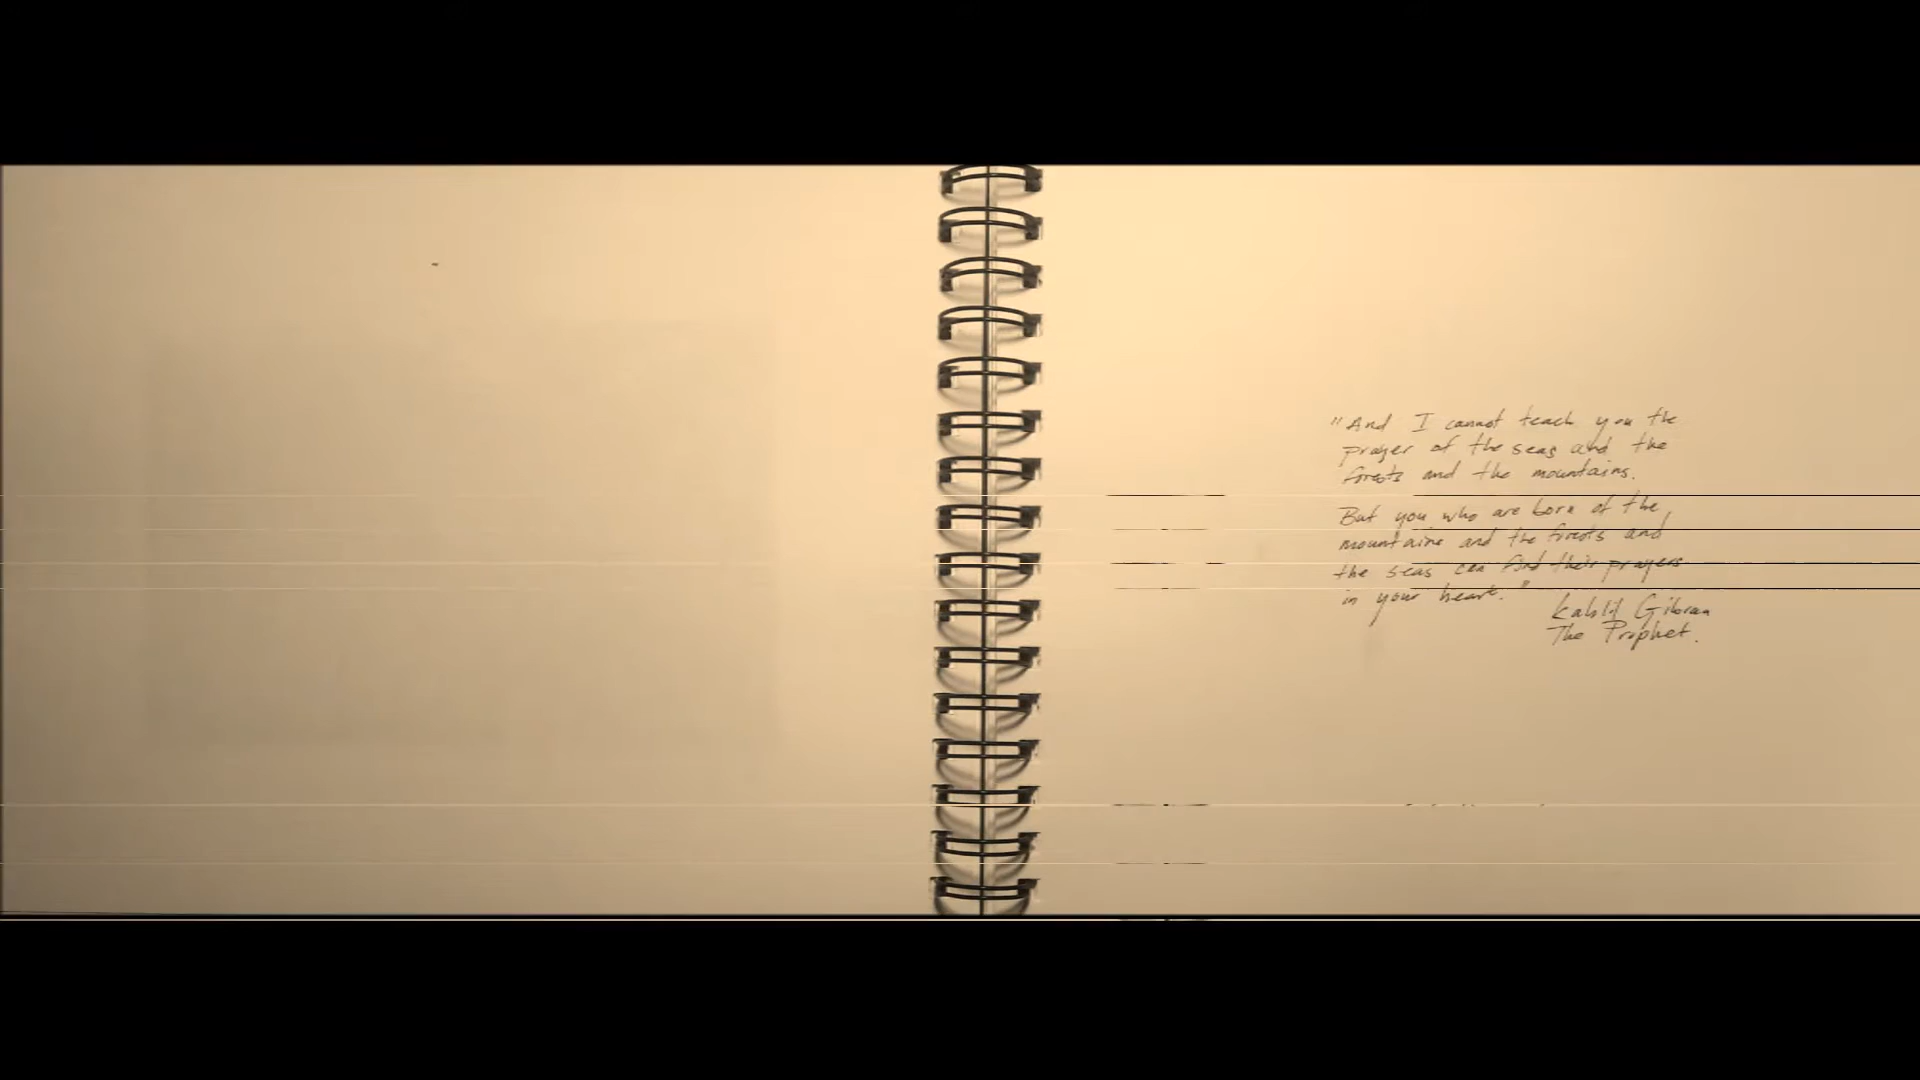 "And I cannot teach you the
prayer of the seas and the
forests and the mountains.
But you who are born of the
mountains and the forests and
the seas can find their prayers
in your heart."
Kahlil Gibran
The Prophet.